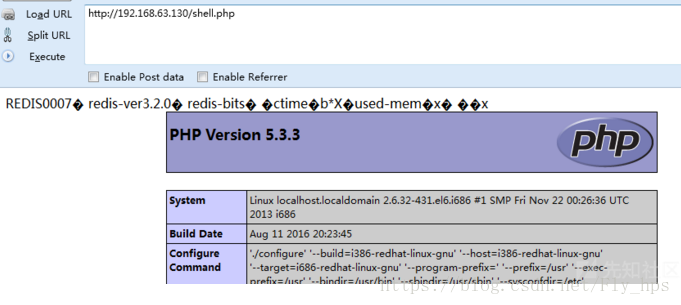 Load URL
http://192.168.63.130/shell.php
Split URL
Execute
Enable Post data
Enable Referrer
REDIS0007� redis-ver3.2.0� redis-bits� �ctime�b*X�used-mem�x� ��x
PHP Version 5.3.3
php
System
Linux localhost.localdomain 2.6.32-431.el6.i686 #1 SMP Fri Nov 22 00:26:36 UTC
2013 i686
Build Date
Aug 11 2016 20:23:45
Configure
Command
'./configure' '--build=i386-redhat-linux-gnu' '--host=i386-redhat-linux-gnu'
'--target=i686-redhat-linux-gnu' '--program-prefix=' '--prefix=/usr' '--exec-
prefix=/usr' '--bindir=/usr/bin' '--sbindir=/usr/sbin' '--sysconfdir=/etc'
先知社区
https://blog.csdn.net/Fly_hps